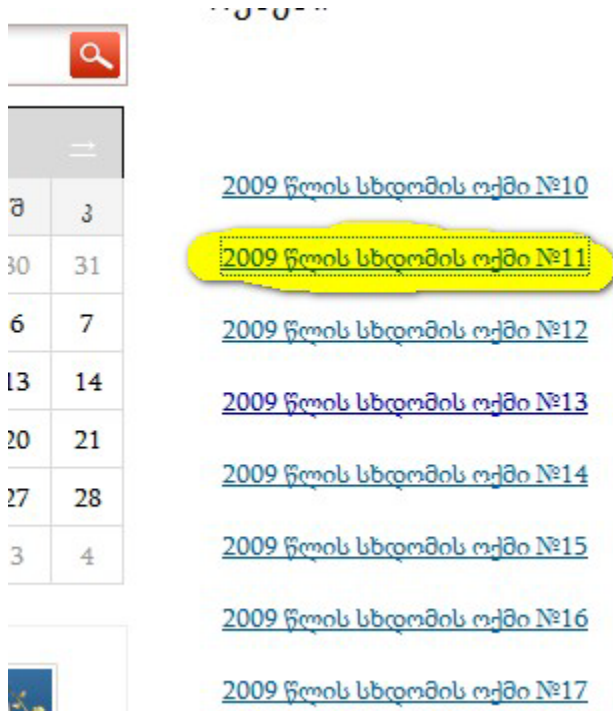 შ კ
30 31
6 7
13 14
20 21
27 28
3 4
2009 წლის სხდომის ოქმი №10
2009 წლის სხდომის ოქმი №11
2009 წლის სხდომის ოქმი №12
2009 წლის სხდომის ოქმი №13
2009 წლის სხდომის ოქმი №14
2009 წლის სხდომის ოქმი №15
2009 წლის სხდომის ოქმი №16
2009 წლის სხდომის ოქმი №17